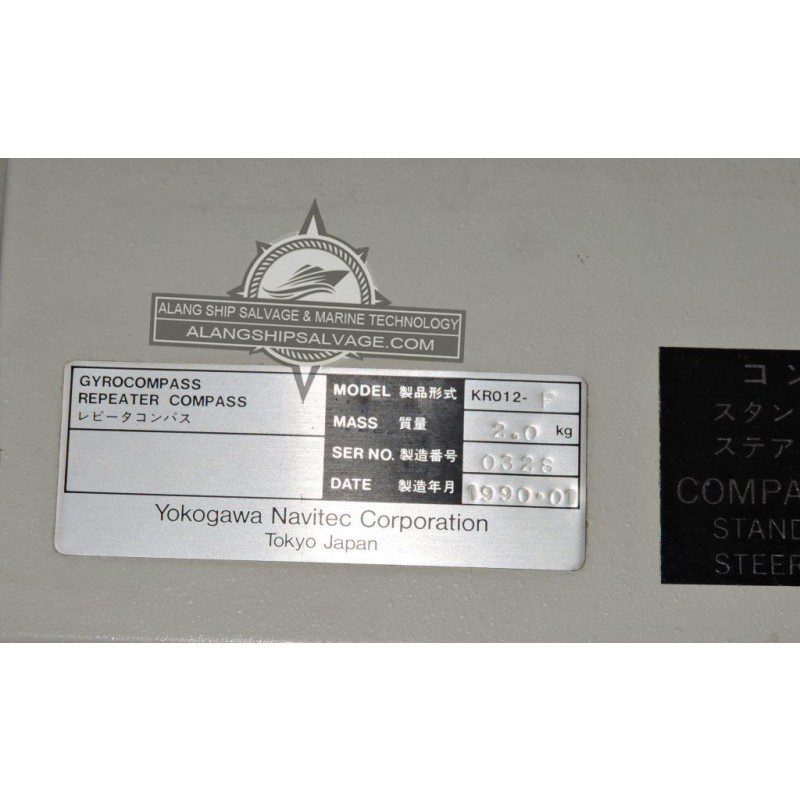 ALANG SHIP SALVAGE & MARINE TECHNOLOGY
ALANGSHIPSALVAGE.COM
GYROCOMPASS
REPEATER COMPASS
レピータコンパス
MODEL 製品形式 KR012-F
MASS 質量 2.0 kg
SER NO. 製造番号 0328
DATE 製造年月 1990.01
Yokogawa Navitec Corporation
Tokyo Japan
コン
スタン
ステア
COMPA
STAND
STEER